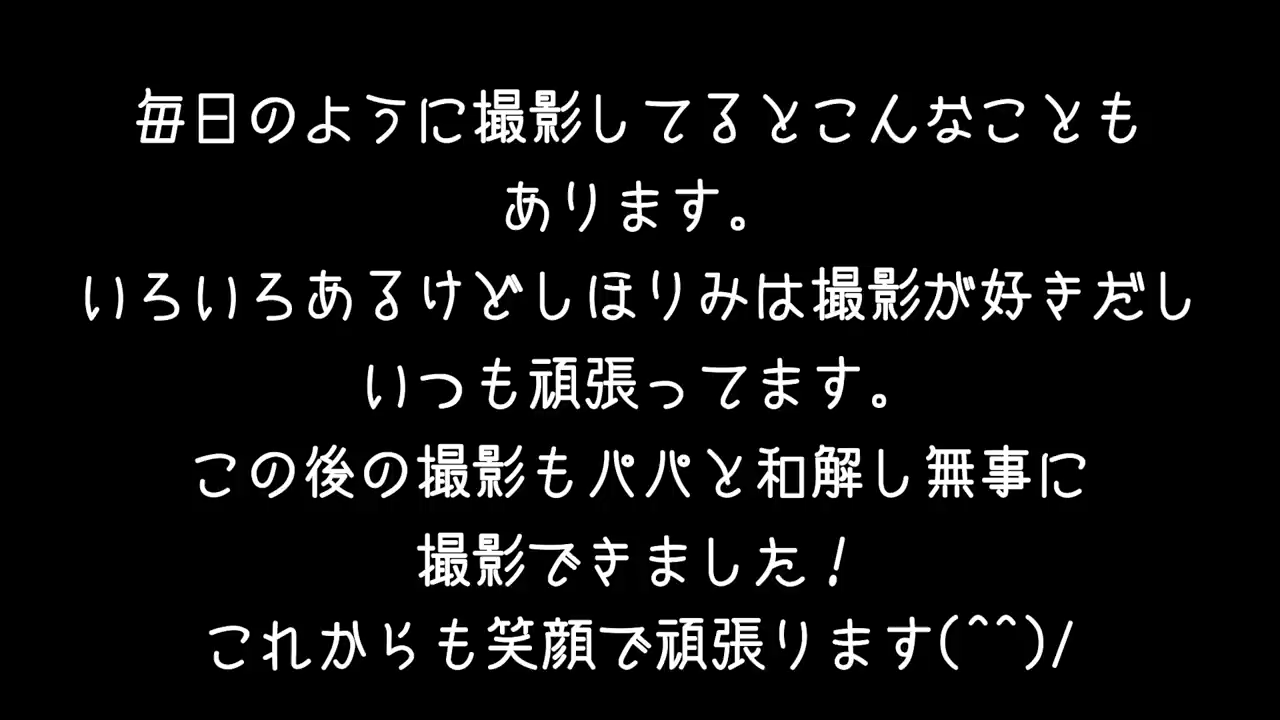 毎日のように撮影してるとこんなことも
あります。
いろいろあるけどしほりみは撮影が好きだし
いつも頑張ってます。
この後の撮影もパパと和解し無事に
撮影できました！
これからも笑顔で頑張ります(^^)/